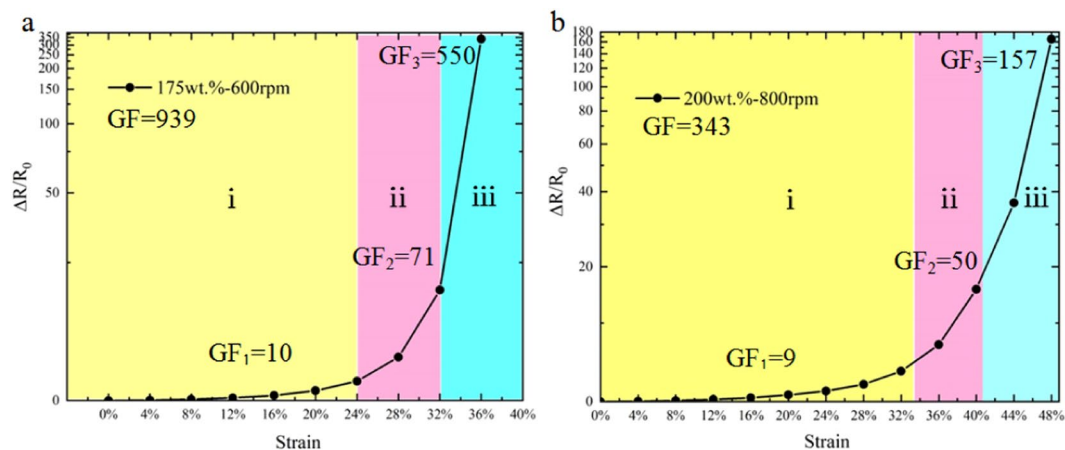 a
350
300
250
200
150
100
50
0
ΔR/R₀
175wt.%-600rpm
GF=939
GF₃=550
i
ii
iii
GF₂=71
GF₁=10
0% 4% 8% 12% 16% 20% 24% 28% 32% 36% 40%
Strain
b
180
160
140
120
100
80
60
40
20
0
ΔR/R₀
200wt.%-800rpm
GF=343
GF₃=157
i
ii
iii
GF₂=50
GF₁=9
0% 4% 8% 12% 16% 20% 24% 28% 32% 36% 40% 44% 48%
Strain